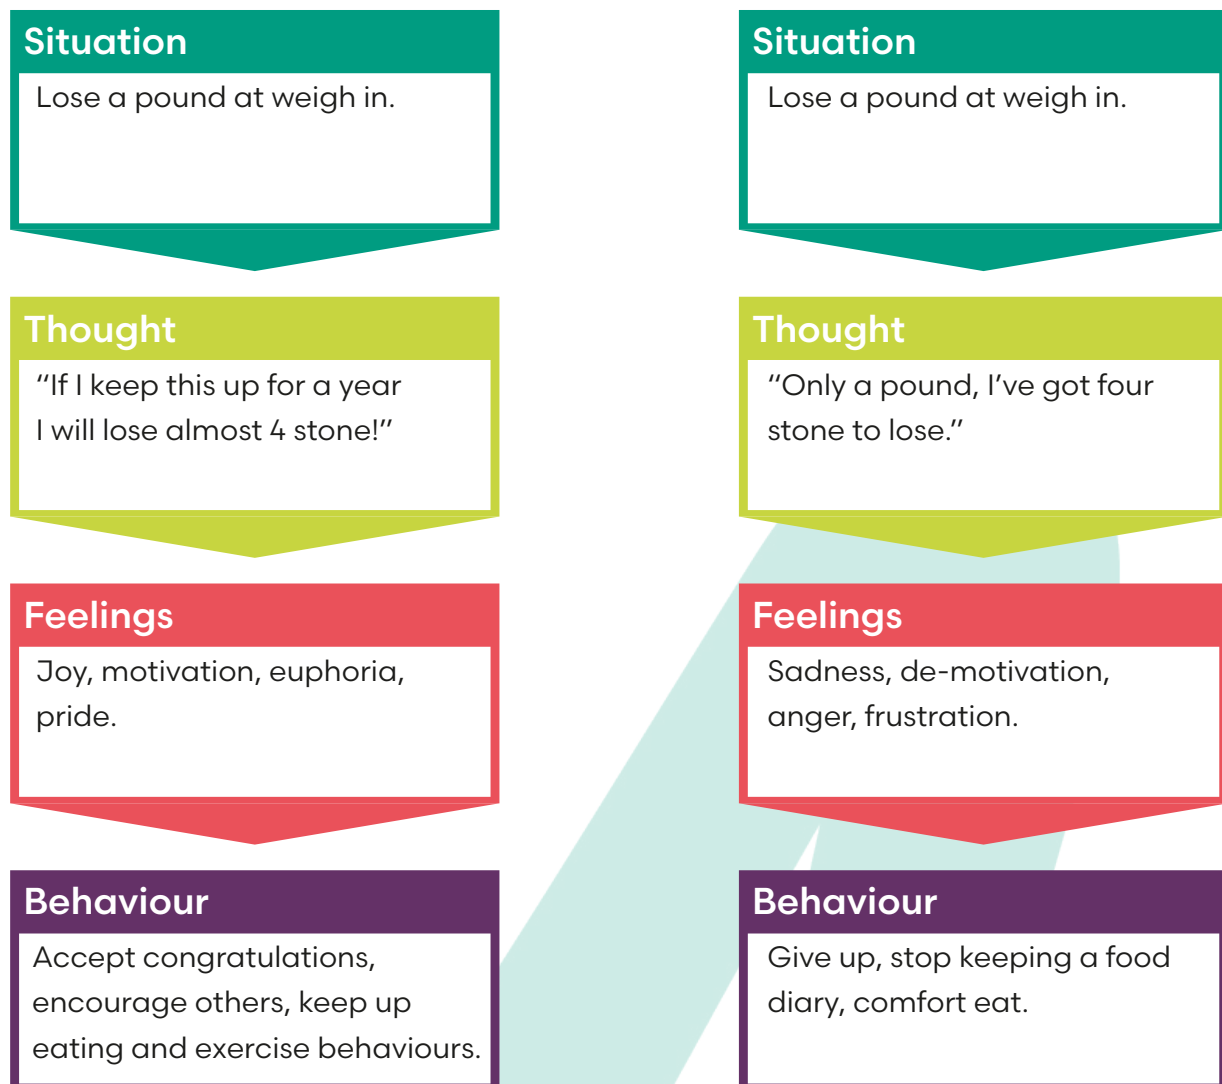 Situation
Lose a pound at weigh in.
Thought
“If I keep this up for a year
I will lose almost 4 stone!”
Feelings
Joy, motivation, euphoria,
pride.
Behaviour
Accept congratulations,
encourage others, keep up
eating and exercise behaviours.
Situation
Lose a pound at weigh in.
Thought
“Only a pound, I’ve got four
stone to lose.”
Feelings
Sadness, de-motivation,
anger, frustration.
Behaviour
Give up, stop keeping a food
diary, comfort eat.